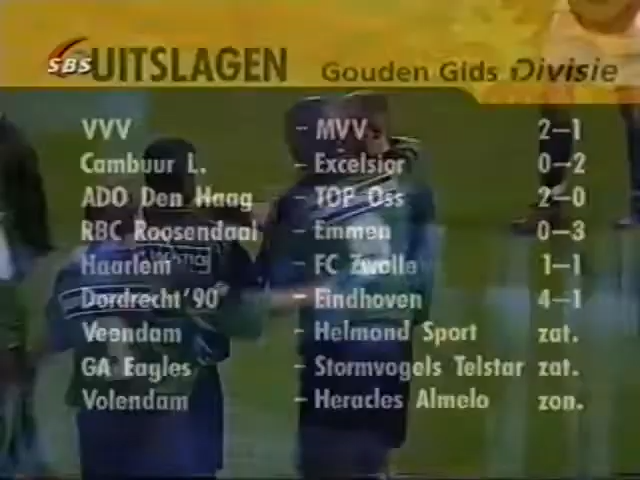 SBS UITSLAGEN Gouden Gids Divisie
VVV - MVV 2-1
Cambuur L. - Excelsior 0-2
ADO Den Haag - TOP Oss 2-0
RBC Roosendaal - Emmen 0-3
Haarlem - FC Zwolle 1-1
Dordrecht'90 - Eindhoven 4-1
Veendam - Helmond Sport zat.
GA Eagles - Stormvogels Telstar zat.
Volendam - Heracles Almelo zon.